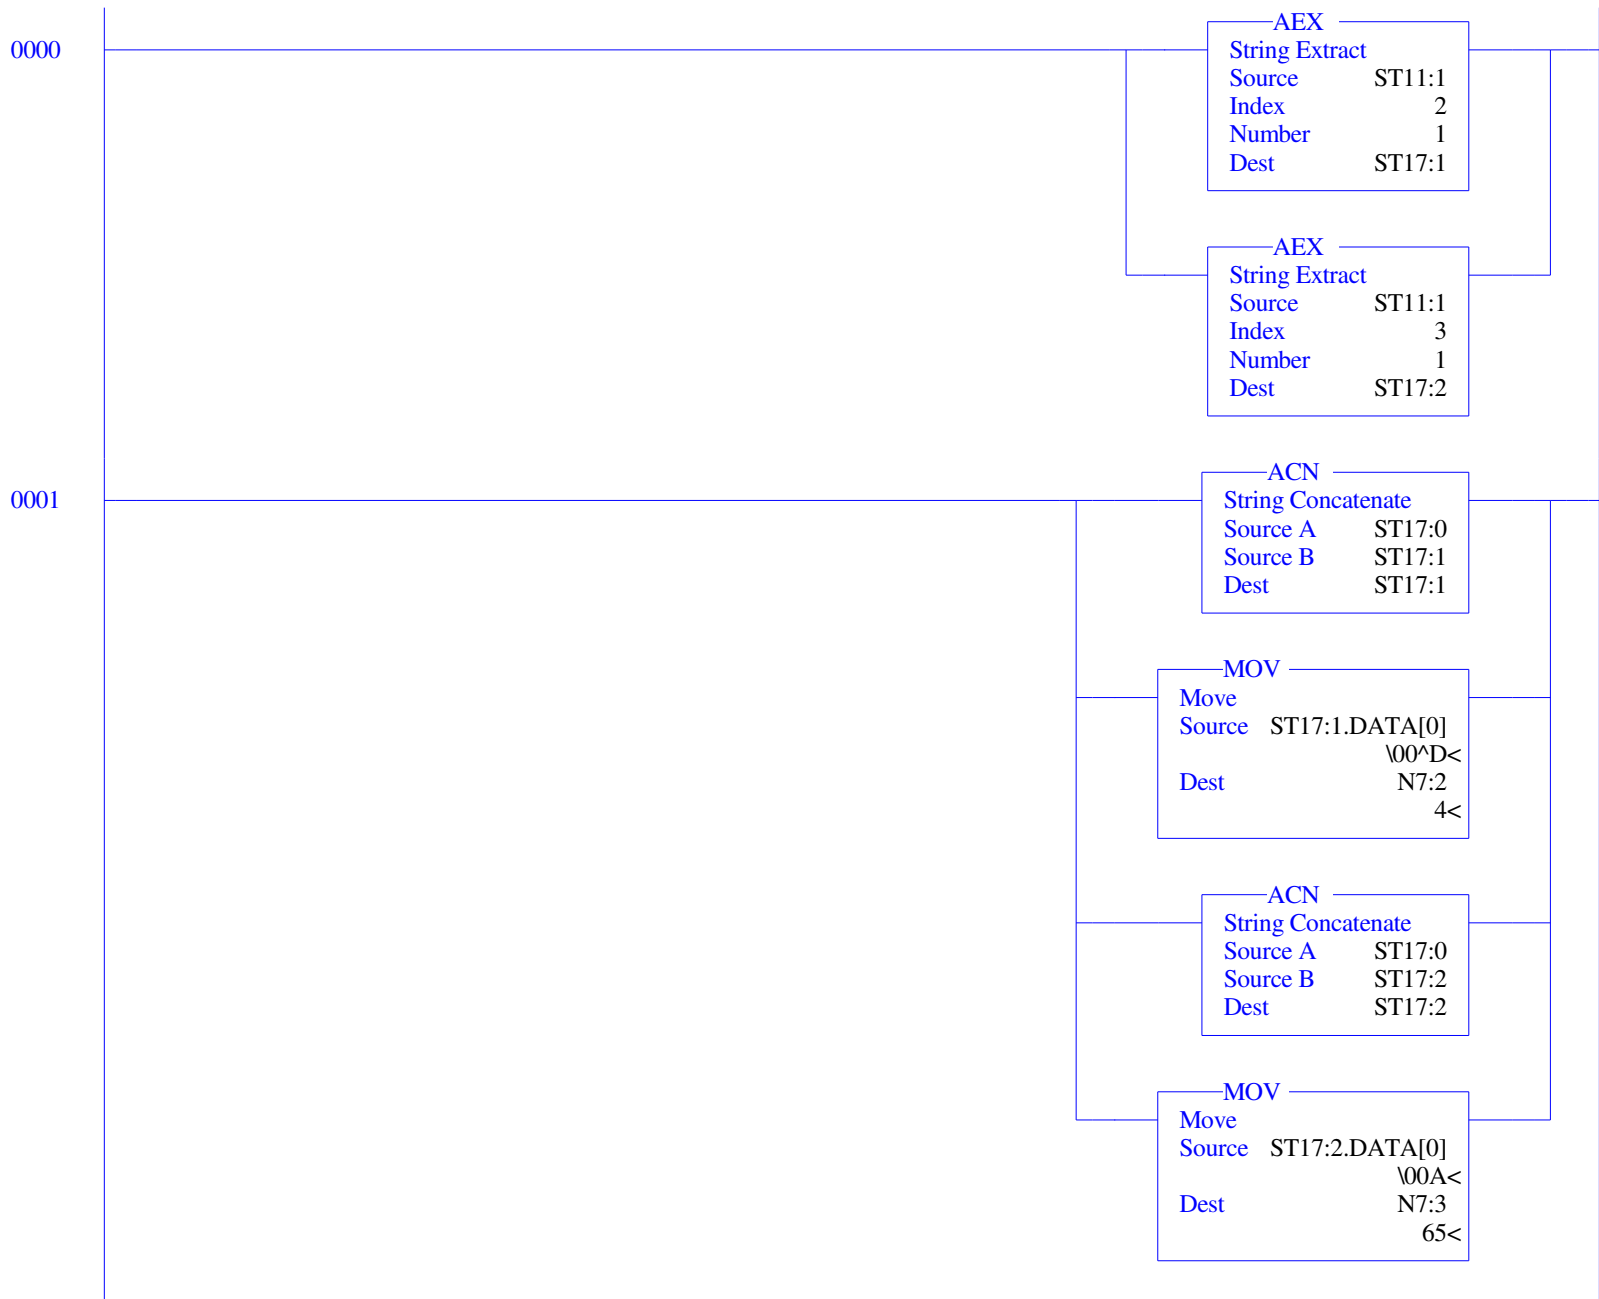 0000
AEX
String Extract
Source ST11:1
Index 2
Number 1
Dest ST17:1
AEX
String Extract
Source ST11:1
Index 3
Number 1
Dest ST17:2
0001
ACN
String Concatenate
Source A ST17:0
Source B ST17:1
Dest ST17:1
MOV
Move
Source ST17:1.DATA[0]
\00^D<
Dest N7:2
4<
ACN
String Concatenate
Source A ST17:0
Source B ST17:2
Dest ST17:2
MOV
Move
Source ST17:2.DATA[0]
\00A<
Dest N7:3
65<